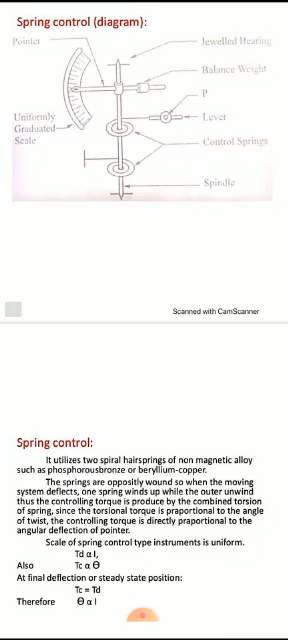 Spring control (diagram):
Pointer
Jewelled Bearing
Balance Weight
P
Uniformly
Graduated
Scale
Lever
Control Springs
Spindle
Scanned with CamScanner
Spring control:
It utilizes two spiral hairsprings of non magnetic alloy
such as phosphorousbronze or beryllium-copper.
The springs are oppositly wound so when the moving
system deflects, one spring winds up while the outer unwind
thus the controlling torque is produce by the combined torsion
of spring, since the torsional torque is praportional to the angle
of twist, the controlling torque is directly praportional to the
angular deflection of pointer.
Scale of spring control type instruments is uniform.
Td α I,
Also Tc α Θ
At final deflection or steady state position:
Tc = Td
Therefore Θ α I